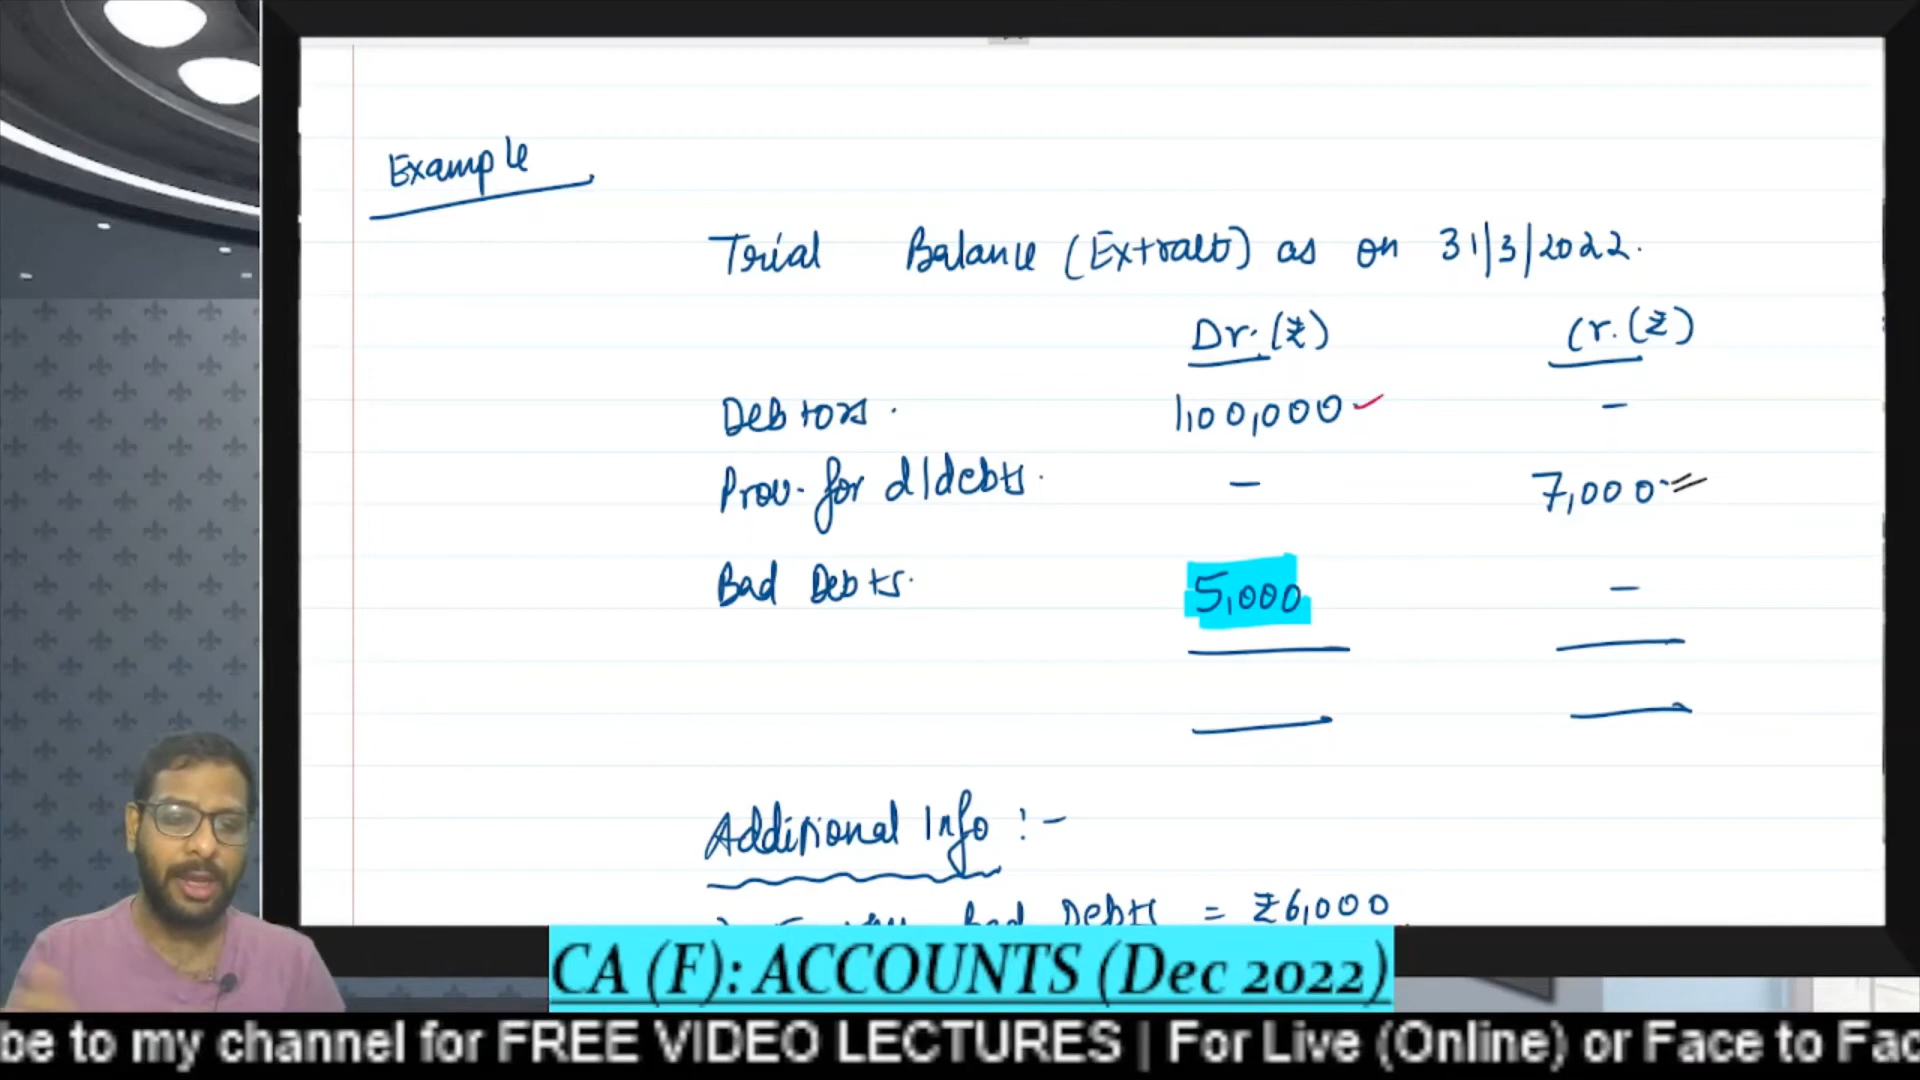 Example
Trial Balance (Extract) as on 31/3/2022.
Dr. (₹) Cr. (₹)
Debtors. 1,00,000 -
Prov. for d/debts. - 7,000
Bad Debts. 5,000 -
Additional Info :-
Bad Debts = ₹6,000
CA (F): ACCOUNTS (Dec 2022)
be to my channel for FREE VIDEO LECTURES | For Live (Online) or Face to Fac